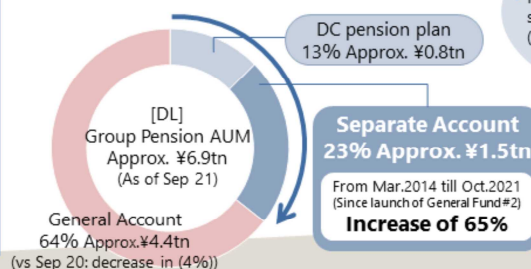 DC pension plan
13% Approx. ¥0.8tn
[DL]
Group Pension AUM
Approx. ¥6.9tn
(As of Sep 21)
Separate Account
23% Approx. ¥1.5tn
From Mar.2014 till Oct.2021
(Since launch of General Fund#2)
Increase of 65%
General Account
64% Approx.¥4.4tn
(vs Sep 20: decrease in (4%))